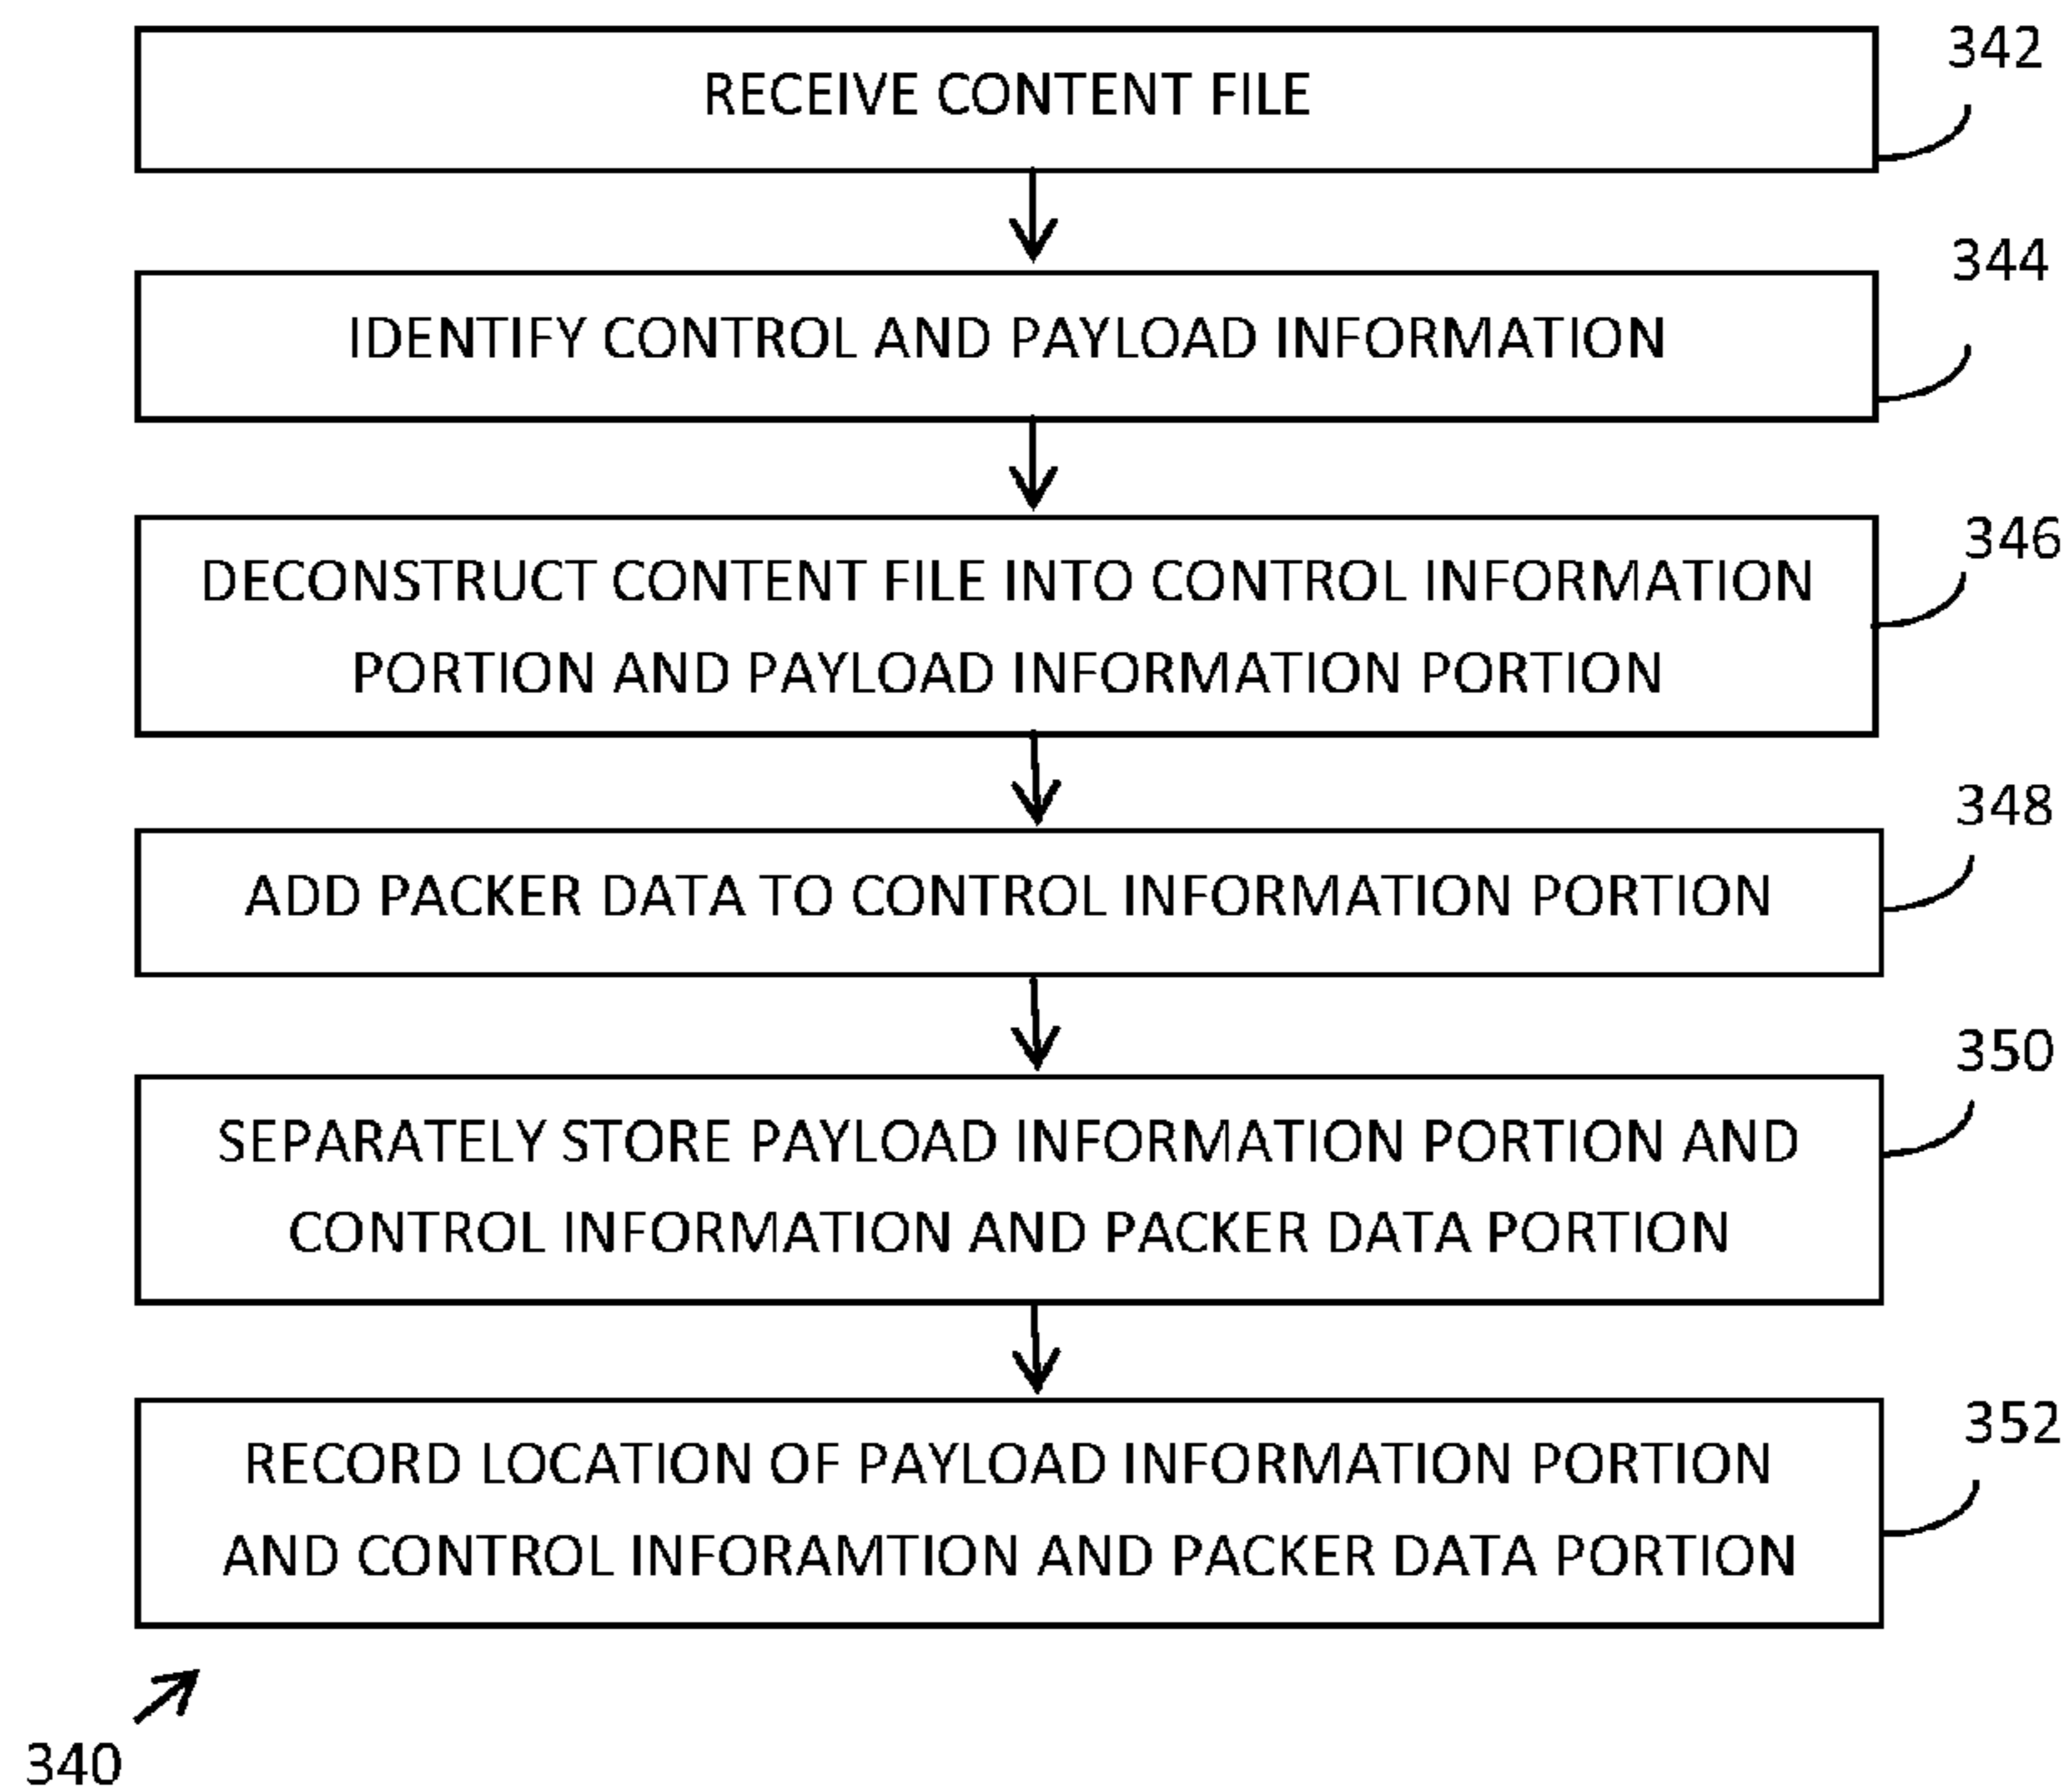 342
RECEIVE CONTENT FILE
344
IDENTIFY CONTROL AND PAYLOAD INFORMATION
346
DECONSTRUCT CONTENT FILE INTO CONTROL INFORMATION
PORTION AND PAYLOAD INFORMATION PORTION
348
ADD PACKER DATA TO CONTROL INFORMATION PORTION
350
SEPARATELY STORE PAYLOAD INFORMATION PORTION AND
CONTROL INFORMATION AND PACKER DATA PORTION
352
RECORD LOCATION OF PAYLOAD INFORMATION PORTION
AND CONTROL INFORAMTION AND PACKER DATA PORTION
340